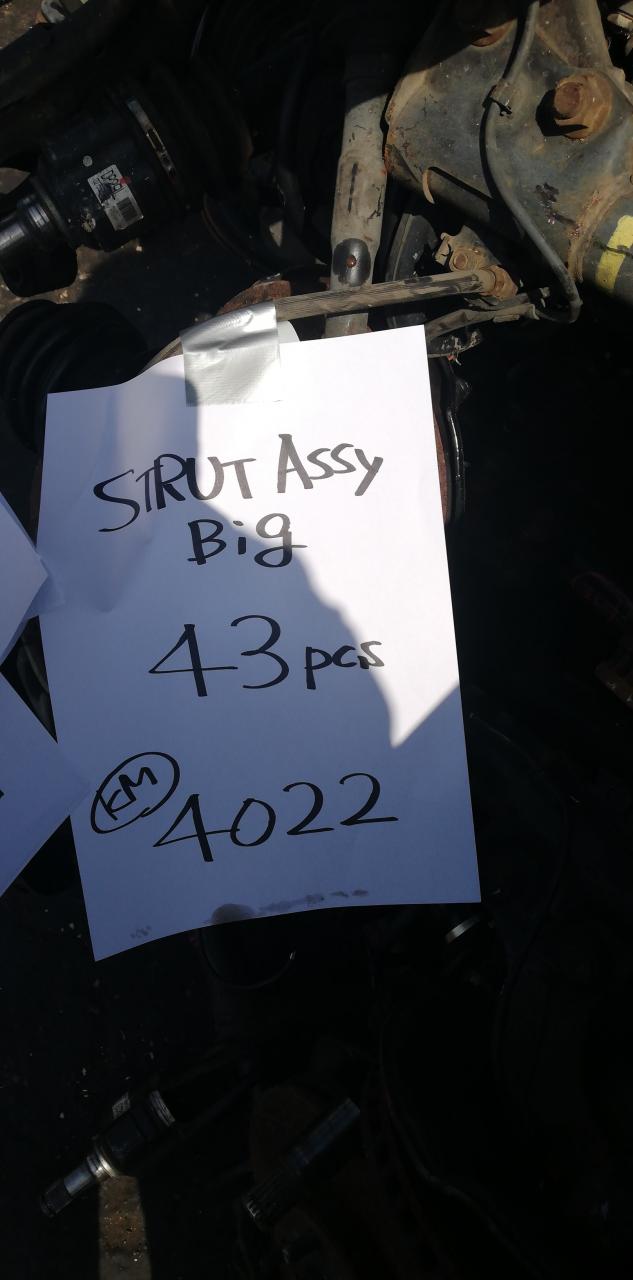 STRUT ASSY
Big
43 pcs
KM 4022